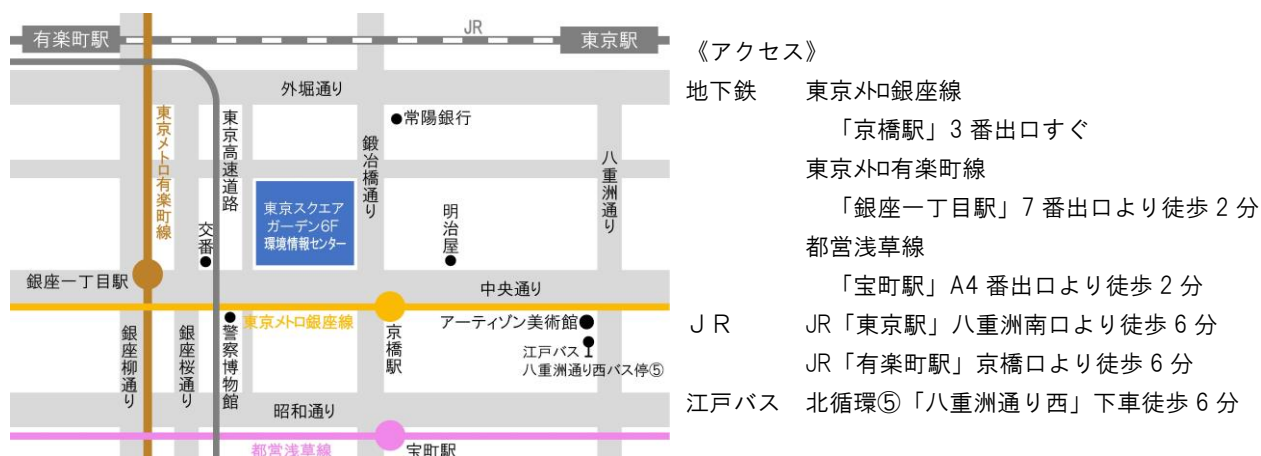 JR
有楽町駅
東京駅
外堀通り
常陽銀行
東京メトロ有楽町線
東京高速道路
鍛冶橋通り
八重洲通り
東京スクエア
ガーデン6F
環境情報センター
交番
明治屋
銀座一丁目駅
中央通り
東京メトロ銀座線
アーティゾン美術館
銀座柳通り
銀座桜通り
警察博物館
京橋駅
江戸バス
八重洲通り西バス停⑤
昭和通り
都営浅草線
宝町駅
《アクセス》
地下鉄 東京メトロ銀座線
「京橋駅」3番出口すぐ
東京メトロ有楽町線
「銀座一丁目駅」7番出口より徒歩2分
都営浅草線
「宝町駅」A4番出口より徒歩2分
JR JR「東京駅」八重洲南口より徒歩6分
JR「有楽町駅」京橋口より徒歩6分
江戸バス 北循環⑤「八重洲通り西」下車徒歩6分